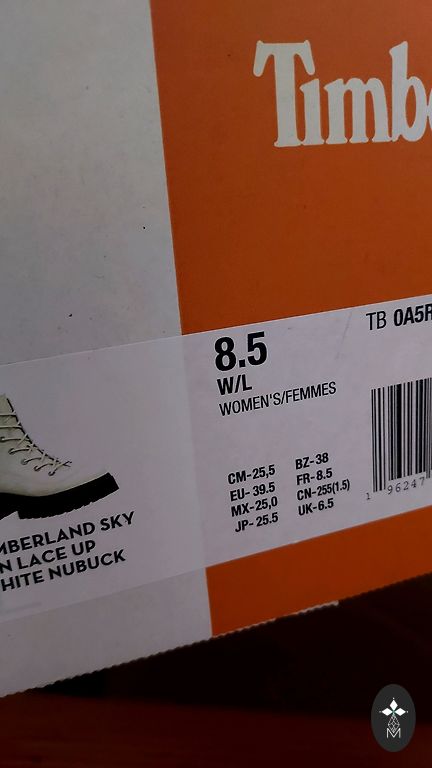 Timb
TB 0A5R
8.5
W/L
WOMEN'S/FEMMES
CM-25,5 BZ-38
EU- 39.5 FR-8.5
MX-25,0 CN-255(1.5)
JP- 25.5 UK-6.5
1 96247
MBERLAND SKY
N LACE UP
HITE NUBUCK
M